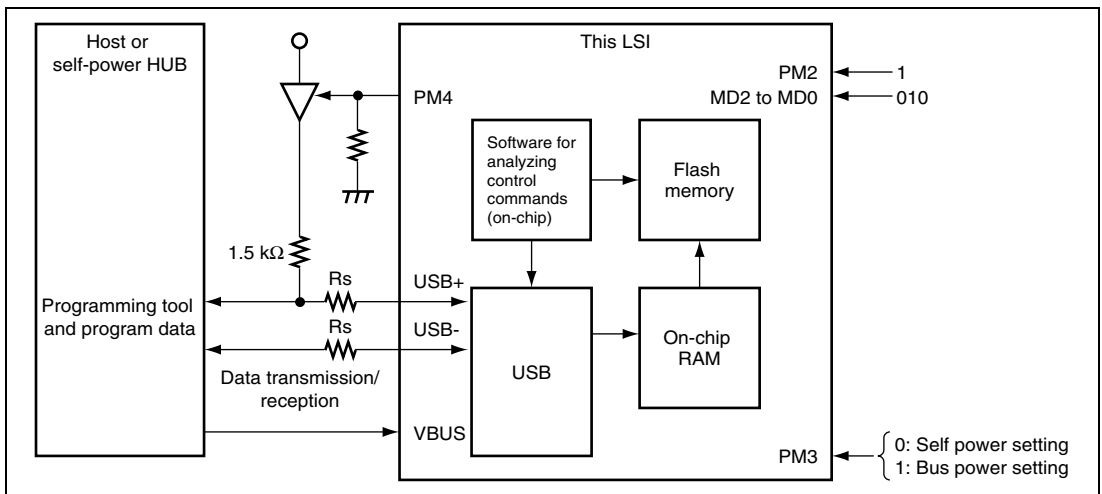 Host or
self-power HUB
This LSI
PM2
1
PM4
MD2 to MD0
010
Software for
analyzing
control
commands
(on-chip)
Flash
memory
1.5 kΩ
Rs
USB+
Programming tool
and program data
Rs
USB-
On-chip
RAM
USB
Data transmission/
reception
VBUS
PM3
0: Self power setting
1: Bus power setting